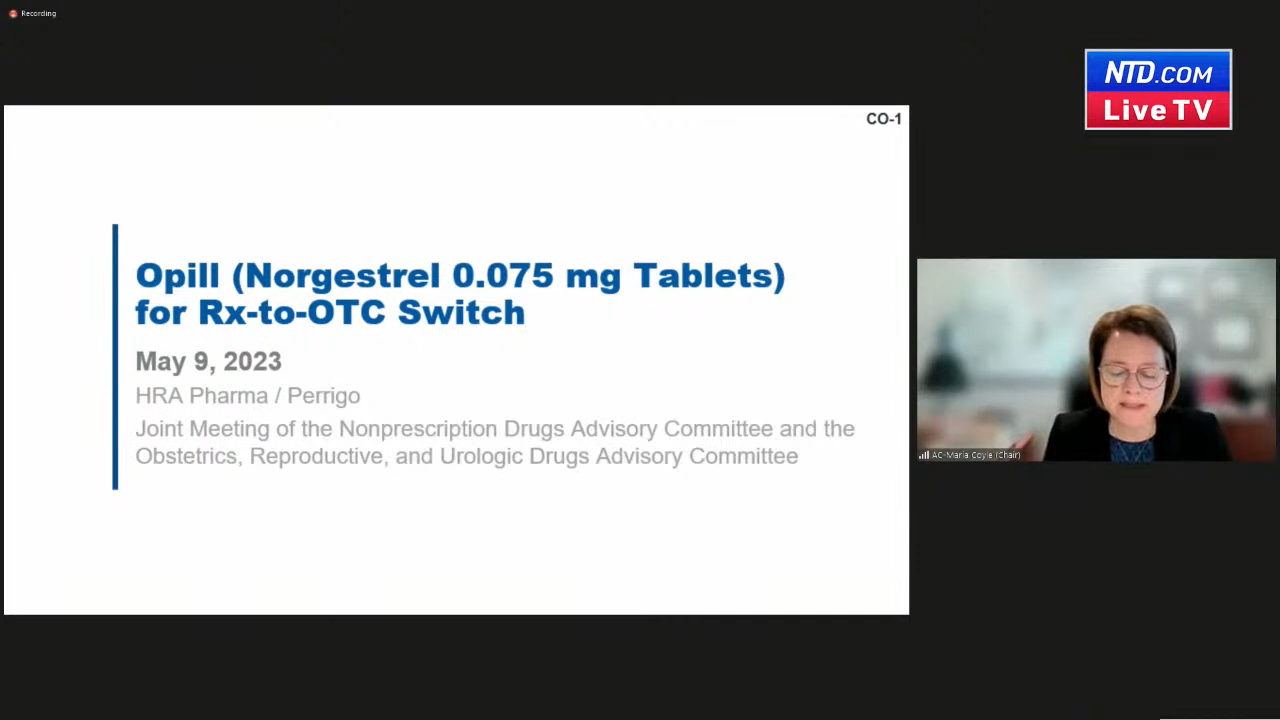 Recording
NTD.COM
Live TV
CO-1
Opill (Norgestrel 0.075 mg Tablets)
for Rx-to-OTC Switch
May 9, 2023
HRA Pharma / Perrigo
Joint Meeting of the Nonprescription Drugs Advisory Committee and the
Obstetrics, Reproductive, and Urologic Drugs Advisory Committee
AC-Maria Coyle (Chair)